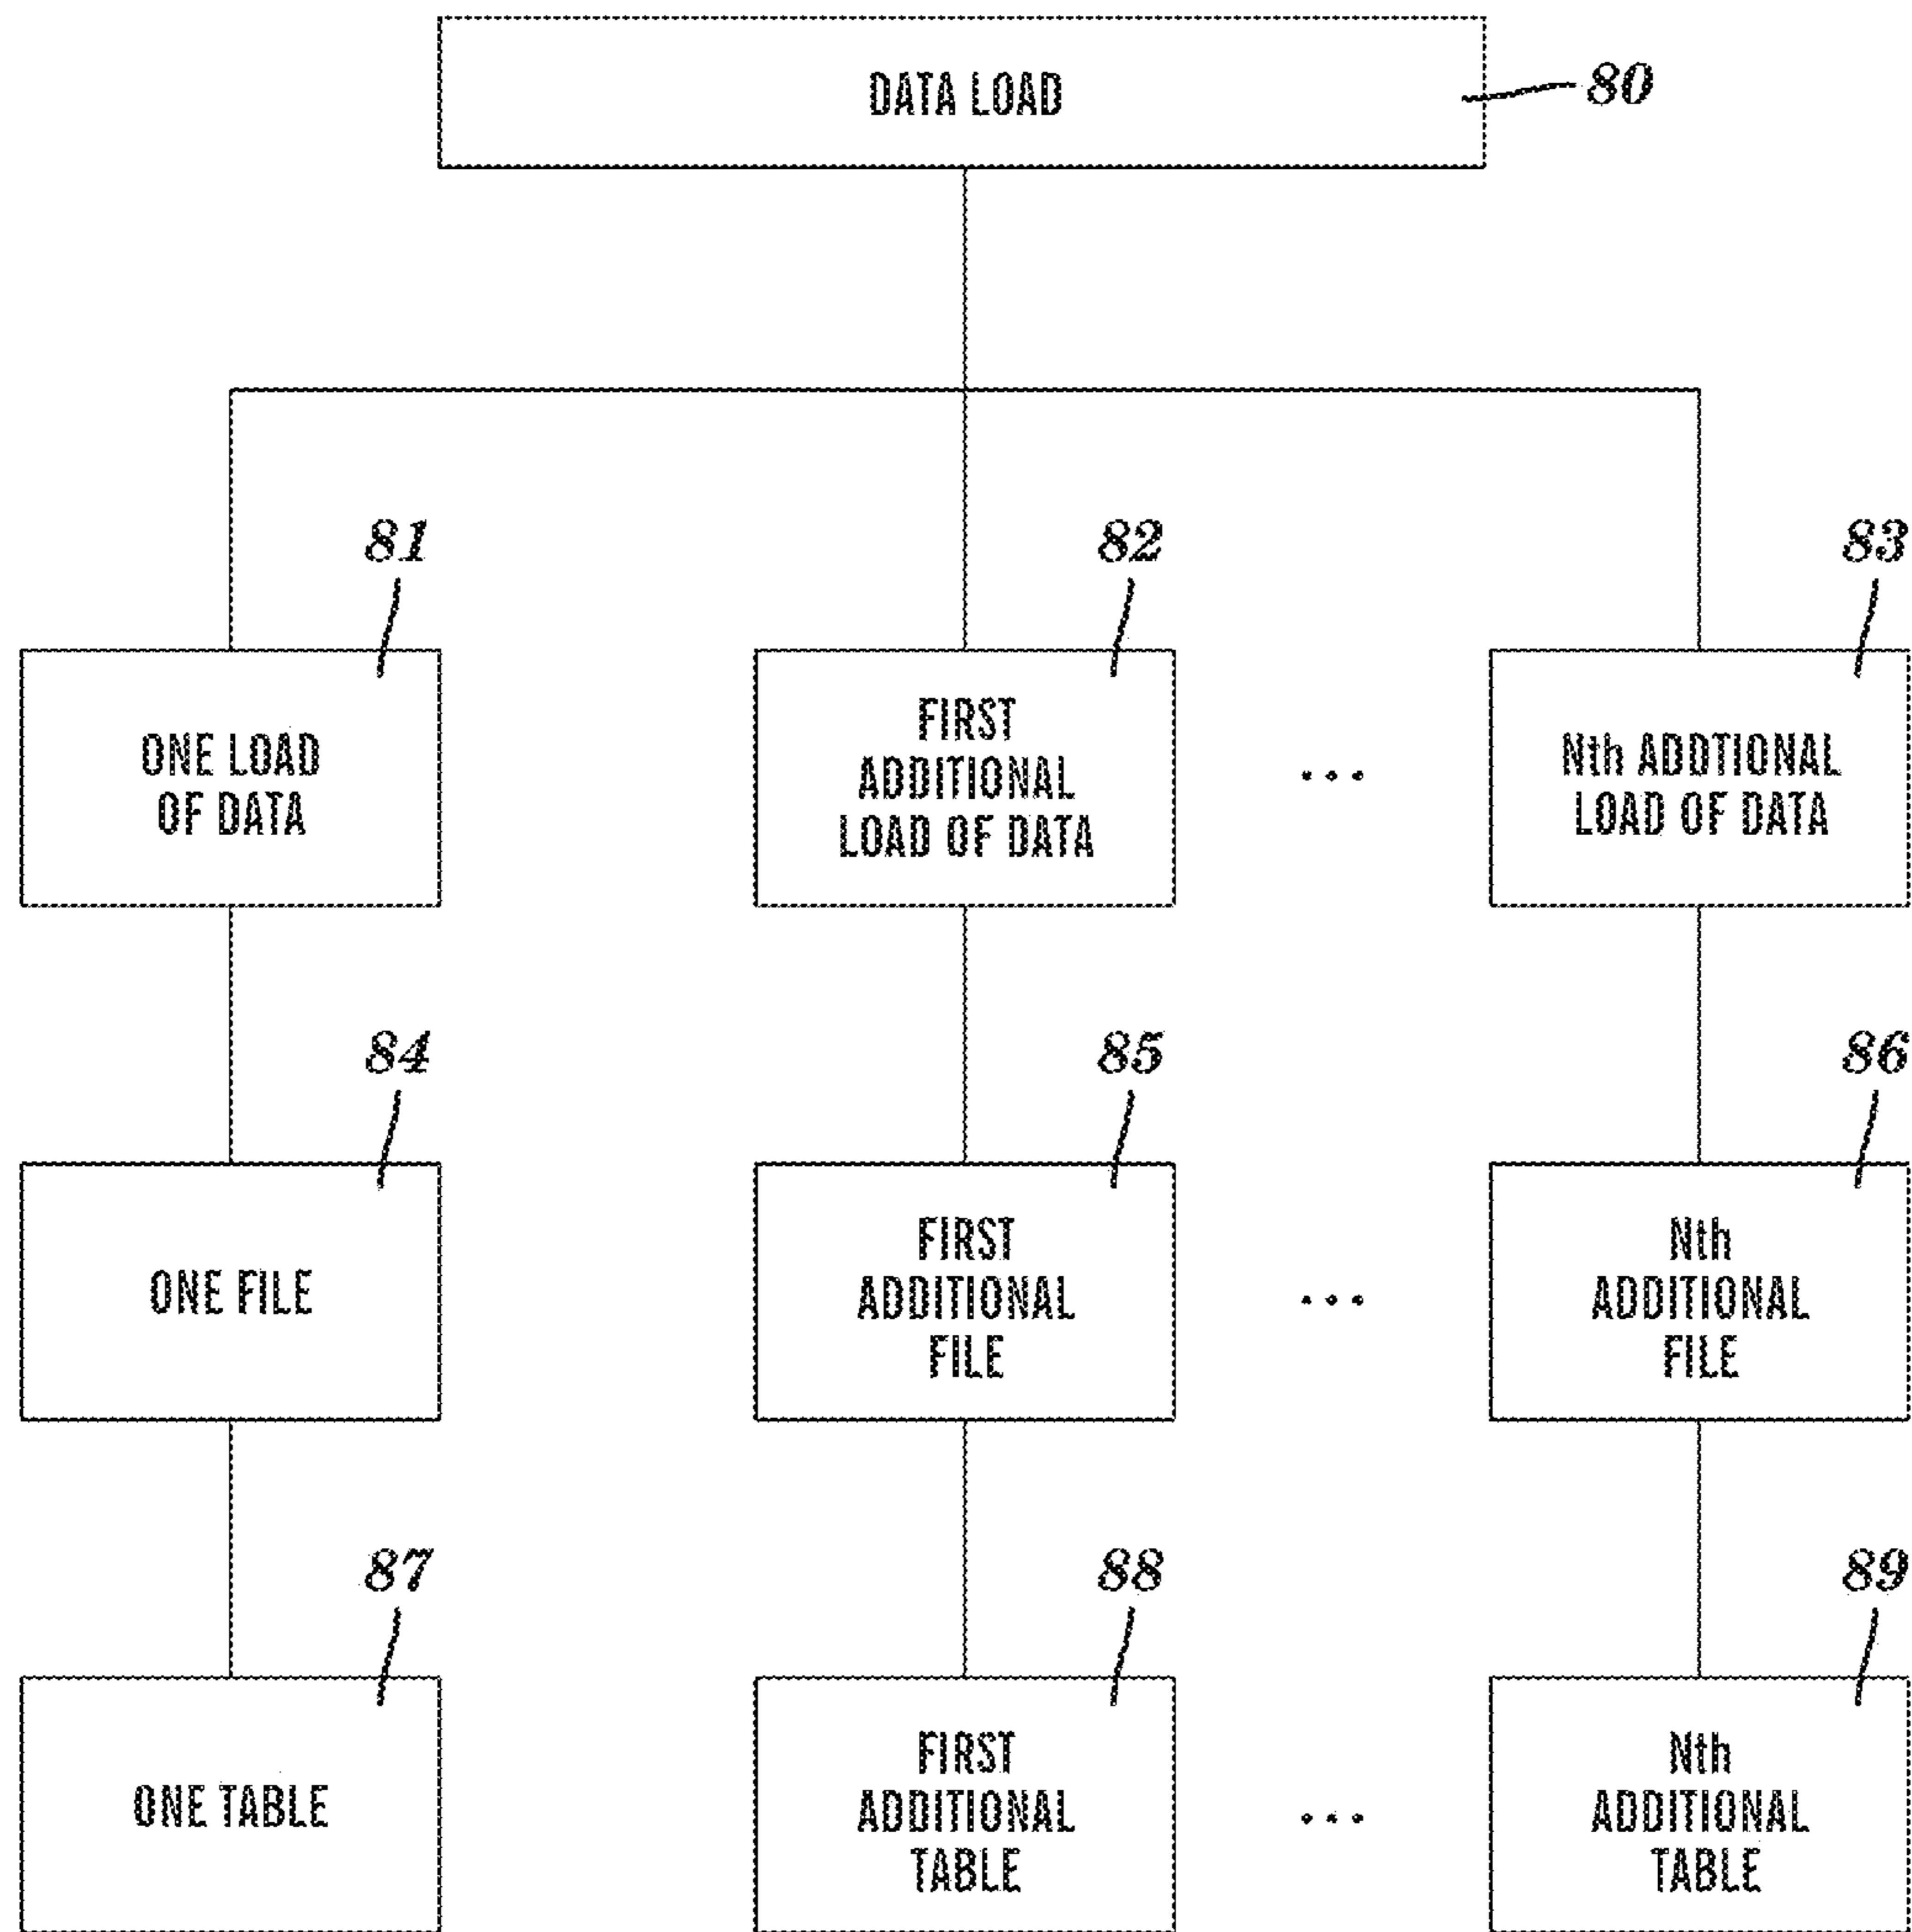 DATA LOAD
80
81
82
83
ONE LOAD
OF DATA
FIRST
ADDITIONAL
LOAD OF DATA
...
Nth ADDTIONAL
LOAD OF DATA
84
85
86
ONE FILE
FIRST
ADDITIONAL
FILE
...
Nth
ADDITIONAL
FILE
87
88
89
ONE TABLE
FIRST
ADDITIONAL
TABLE
...
Nth
ADDITIONAL
TABLE